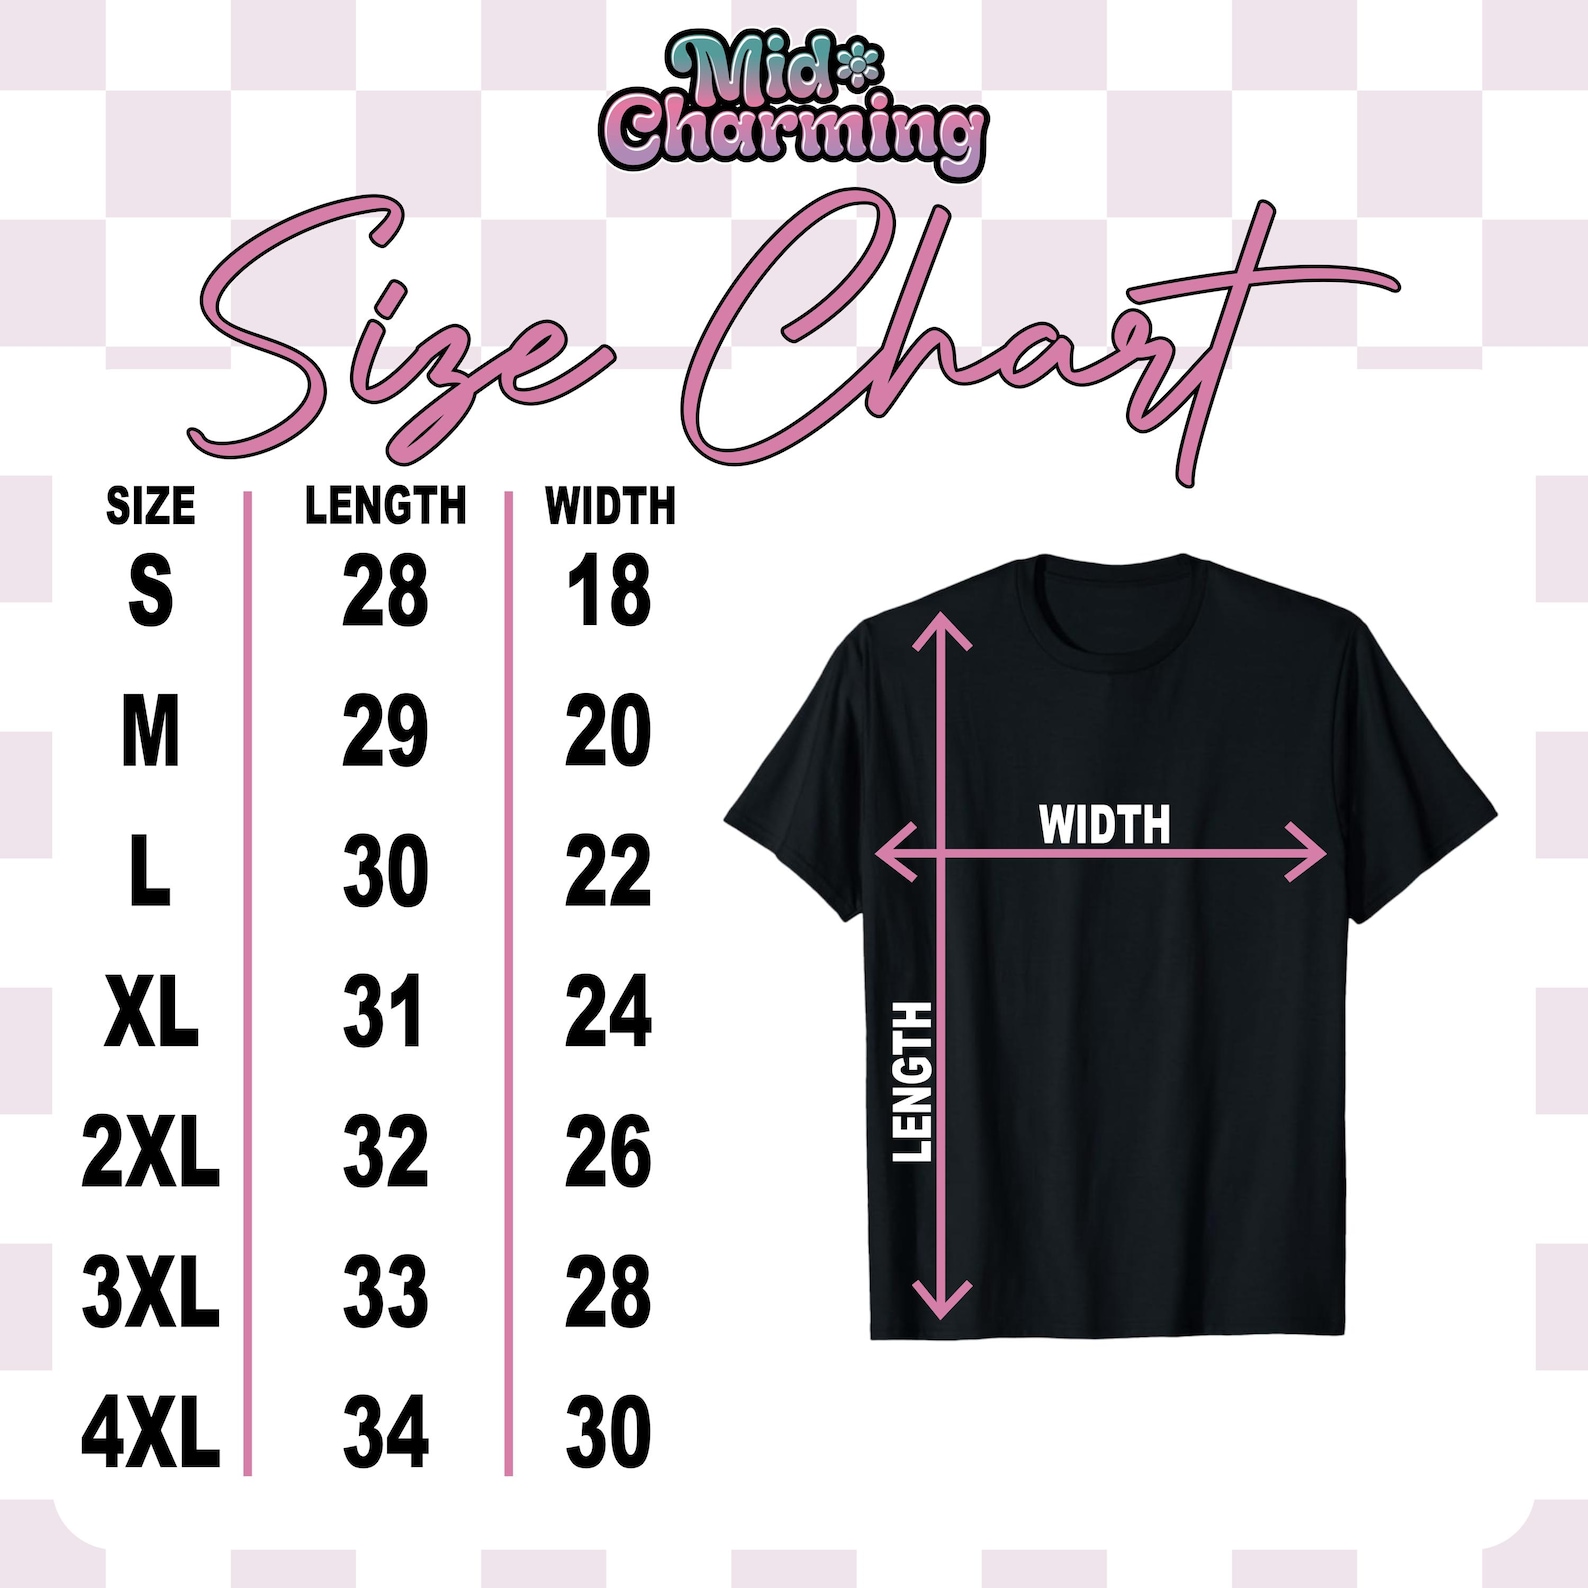 Mid
Charming
Size Chart
SIZE LENGTH WIDTH
S 28 18
M 29 20
L 30 22
XL 31 24
2XL 32 26
3XL 33 28
4XL 34 30
WIDTH
LENGTH